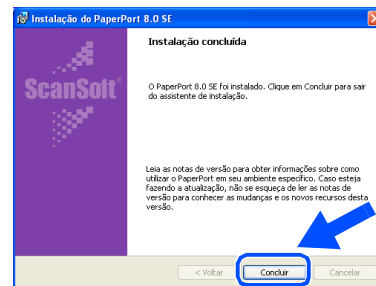 Instalação do PaperPort 8.0 SE
Instalação concluída
ScanSoft®
O PaperPort 8.0 SE foi instalado. Clique em Concluir para sair
do assistente de instalação.
Leia as notas de versão para obter informações sobre como
utilizar o PaperPort em seu ambiente específico. Caso esteja
fazendo a atualização, não se esqueça de ler as notas de
versão para conhecer as mudanças e os novos recursos desta
versão.
< Voltar Concluir Cancelar